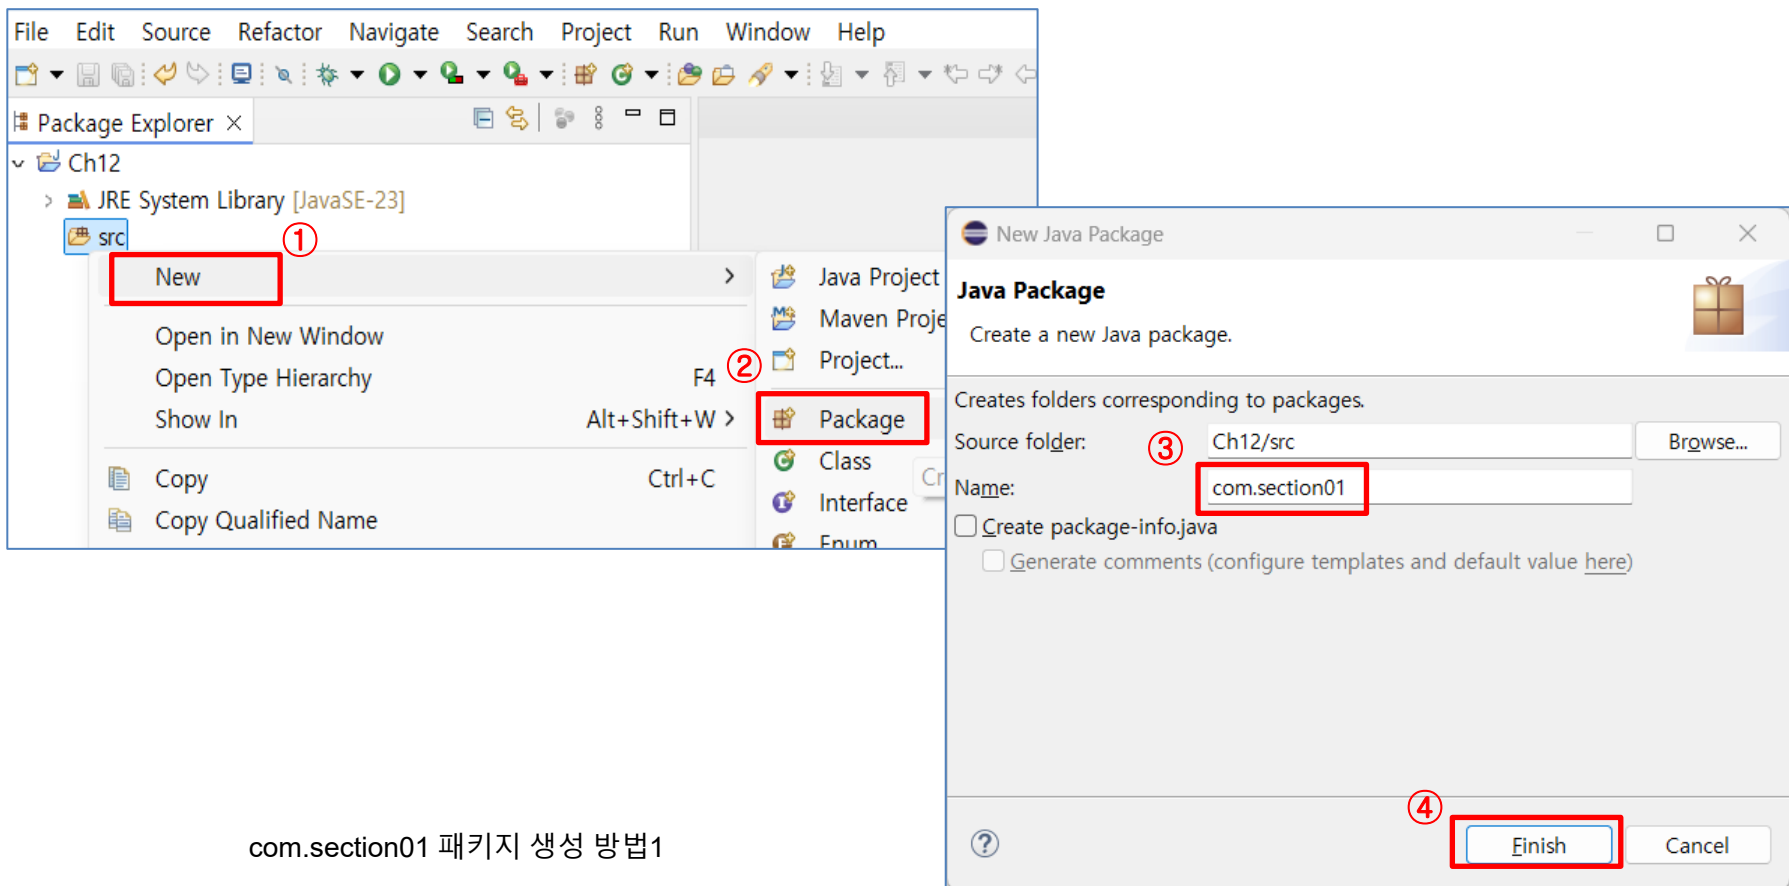 File Edit Source Refactor Navigate Search Project Run Window Help
Package Explorer
Ch12
JRE System Library [JavaSE-23]
src
①
New
Open in New Window
Open Type Hierarchy F4
Show In Alt+Shift+W
Copy Ctrl+C
Copy Qualified Name
Java Project
Maven Proje
Project...
②
Package
Class
Cr
Interface
Enum
New Java Package
Java Package
Create a new Java package.
Creates folders corresponding to packages.
Source folder: Ch12/src Browse...
③
Name: com.section01
Create package-info.java
Generate comments (configure templates and default value here)
④
Finish Cancel
com.section01 패키지 생성 방법1